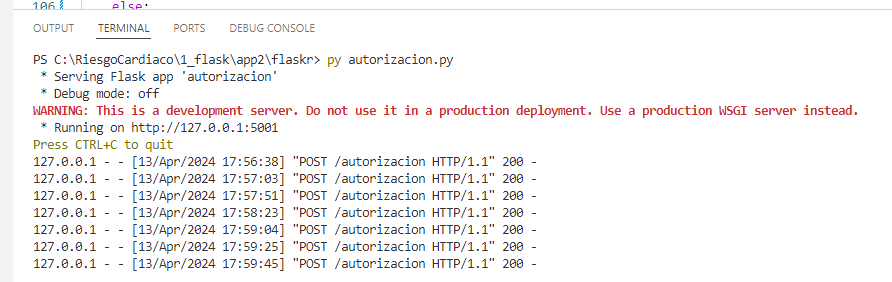 106 else:
OUTPUT TERMINAL PORTS DEBUG CONSOLE
PS C:\RiesgoCardiaco\1_flask\app2\flaskr> py autorizacion.py
 * Serving Flask app 'autorizacion'
 * Debug mode: off
WARNING: This is a development server. Do not use it in a production deployment. Use a production WSGI server instead.
 * Running on http://127.0.0.1:5001
Press CTRL+C to quit
127.0.0.1 - - [13/Apr/2024 17:56:38] "POST /autorizacion HTTP/1.1" 200 -
127.0.0.1 - - [13/Apr/2024 17:57:03] "POST /autorizacion HTTP/1.1" 200 -
127.0.0.1 - - [13/Apr/2024 17:57:51] "POST /autorizacion HTTP/1.1" 200 -
127.0.0.1 - - [13/Apr/2024 17:58:23] "POST /autorizacion HTTP/1.1" 200 -
127.0.0.1 - - [13/Apr/2024 17:59:04] "POST /autorizacion HTTP/1.1" 200 -
127.0.0.1 - - [13/Apr/2024 17:59:25] "POST /autorizacion HTTP/1.1" 200 -
127.0.0.1 - - [13/Apr/2024 17:59:45] "POST /autorizacion HTTP/1.1" 200 -